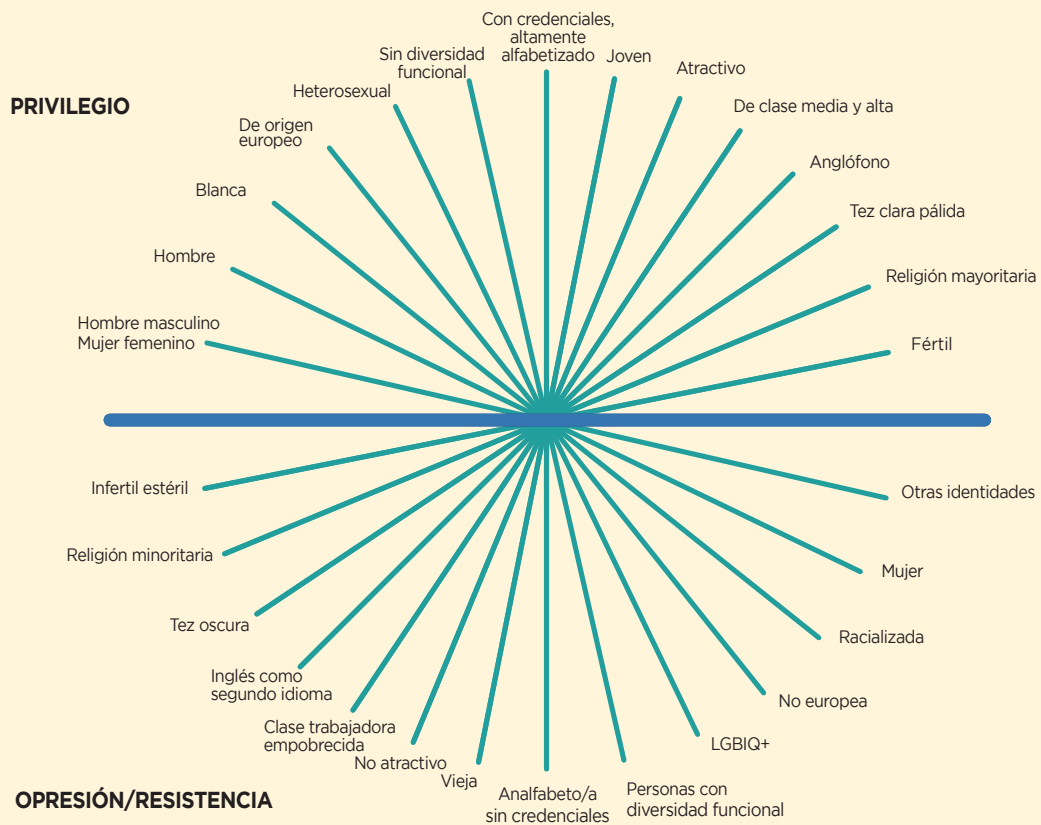 Con credenciales,
altamente
alfabetizado
Joven
Sin diversidad
funcional
Atractivo
Heterosexual
PRIVILEGIO
De clase media y alta
De origen
europeo
Anglófono
Blanca
Tez clara pálida
Hombre
Religión mayoritaria
Hombre masculino
Mujer femenino
Fértil
Infertil estéril
Otras identidades
Religión minoritaria
Mujer
Tez oscura
Racializada
Inglés como
segundo idioma
No europea
Clase trabajadora
empobrecida
LGBIQ+
No atractivo
Vieja
Analfabeto/a
sin credenciales
Personas con
diversidad funcional
OPRESIÓN/RESISTENCIA